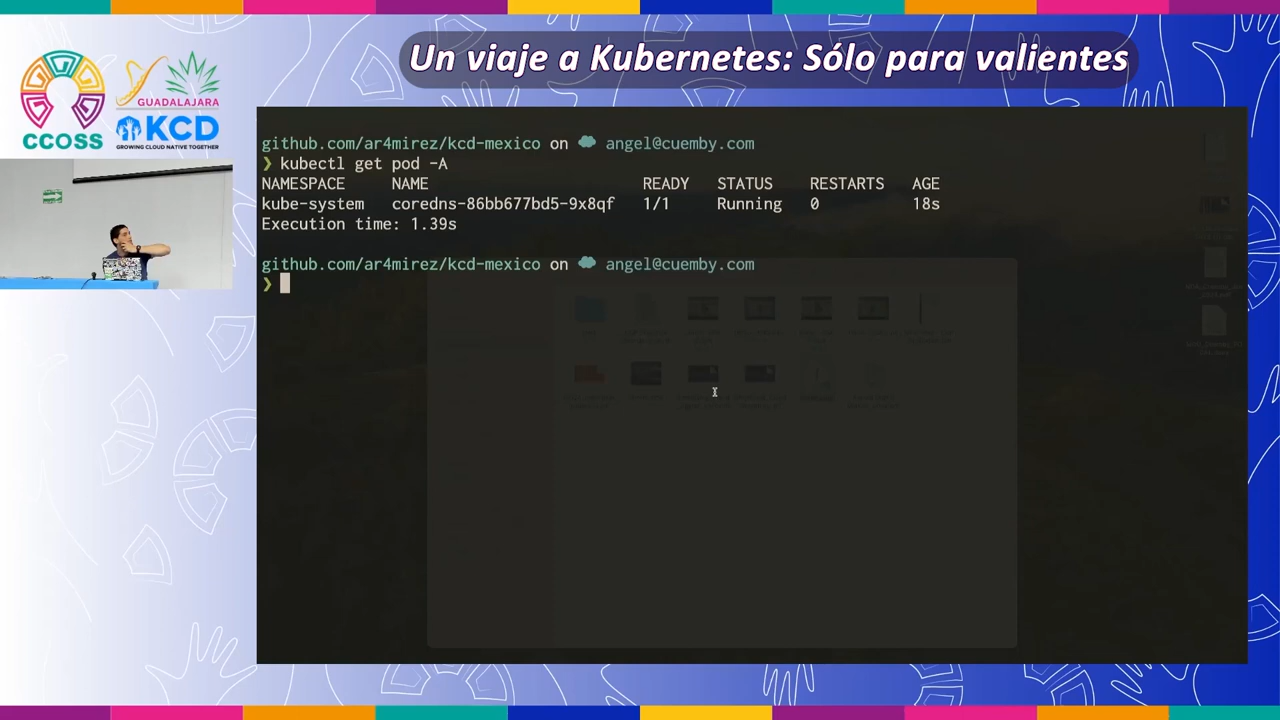 Un viaje a Kubernetes: Sólo para valientes
GUADALAJARA
CCOSS
KCD
GROWING CLOUD NATIVE TOGETHER
github.com/ar4mirez/kcd-mexico on angel@cuemby.com
❯ kubectl get pod -A
NAMESPACE NAME READY STATUS RESTARTS AGE
kube-system coredns-86bb677bd5-9x8qf 1/1 Running 0 18s
Execution time: 1.39s
github.com/ar4mirez/kcd-mexico on angel@cuemby.com
❯